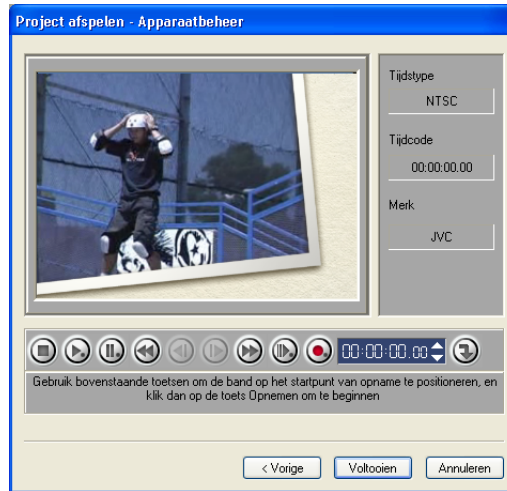 Project afspelen - Apparaatbeheer
Tijdstype
NTSC
Tijdcode
00:00:00.00
Merk
JVC
00:00:00.00
Gebruik bovenstaande toetsen om de band op het startpunt van opname te positioneren, en
klik dan op de toets Opnemen om te beginnen
< Vorige
Voltooien
Annuleren